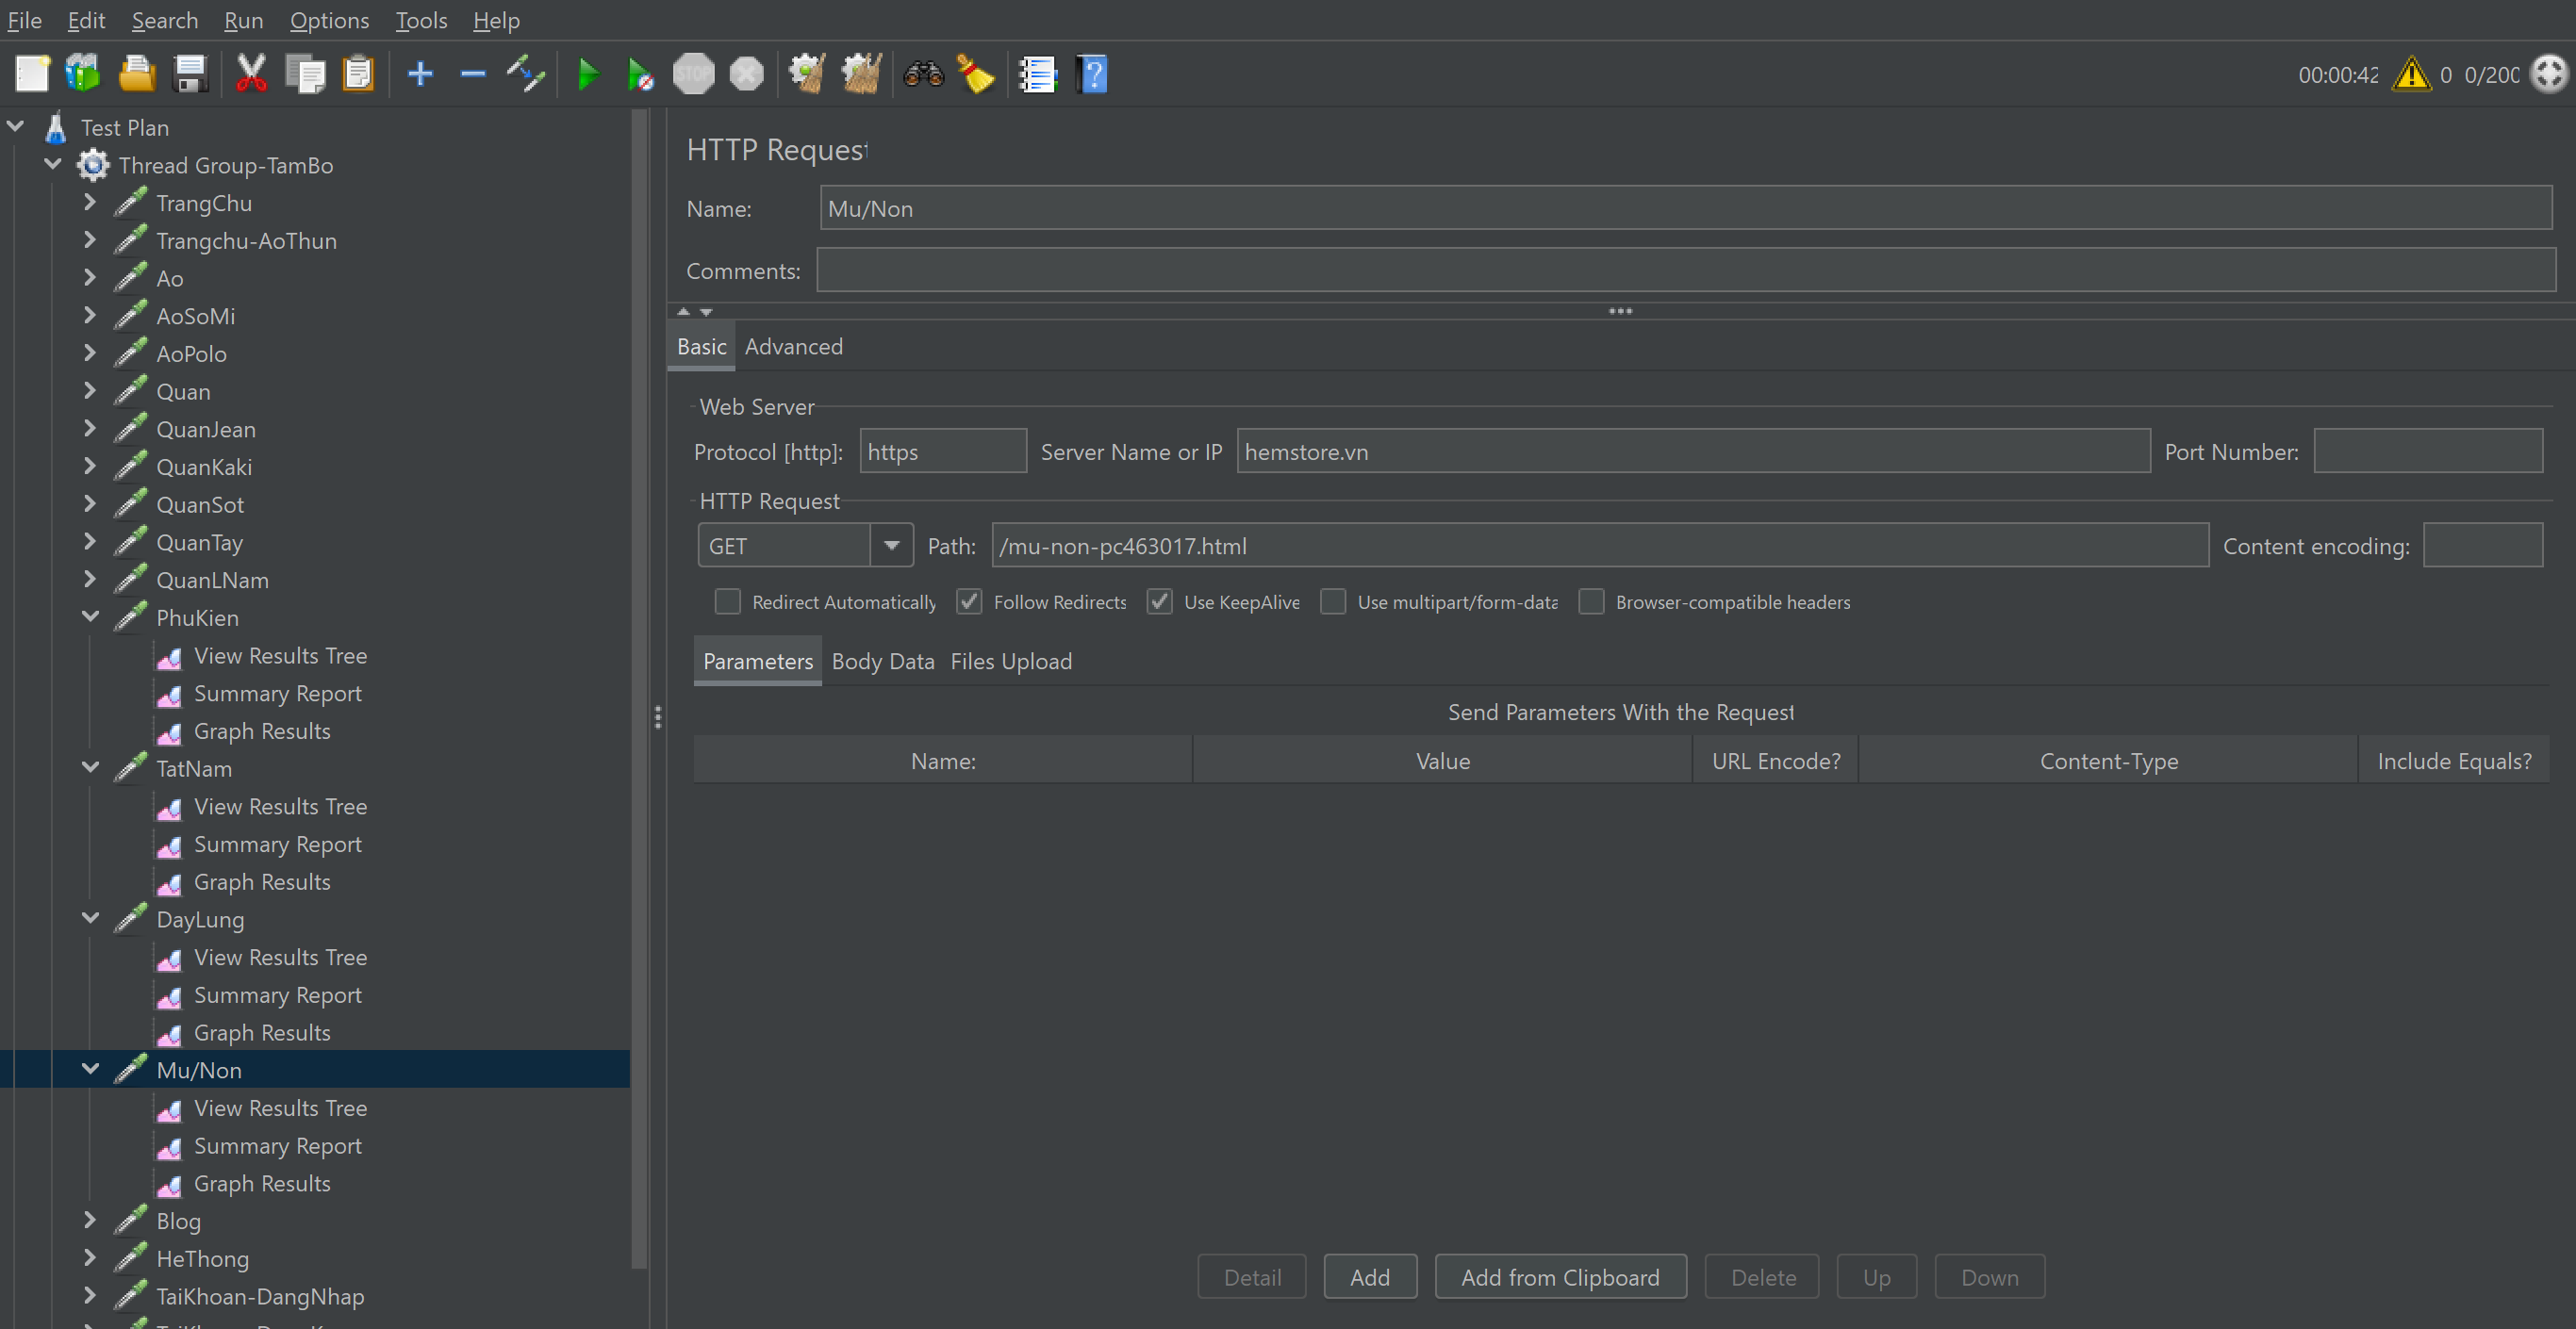 File Edit Search Run Options Tools Help
STOP
00:00:42 0 0/200
Test Plan
Thread Group-TamBo
TrangChu
Trangchu-AoThun
Ao
AoSoMi
AoPolo
Quan
QuanJean
QuanKaki
QuanSot
QuanTay
QuanLNam
PhuKien
View Results Tree
Summary Report
Graph Results
TatNam
View Results Tree
Summary Report
Graph Results
DayLung
View Results Tree
Summary Report
Graph Results
Mu/Non
View Results Tree
Summary Report
Graph Results
Blog
HeThong
TaiKhoan-DangNhap
HTTP Request
Name: Mu/Non
Comments:
Basic Advanced
Web Server
Protocol [http]: https Server Name or IP hemstore.vn Port Number:
HTTP Request
GET Path: /mu-non-pc463017.html Content encoding:
Redirect Automatically Follow Redirects Use KeepAlive Use multipart/form-data Browser-compatible headers
Parameters Body Data Files Upload
Send Parameters With the Request
Name: Value URL Encode? Content-Type Include Equals?
Detail Add Add from Clipboard Delete Up Down